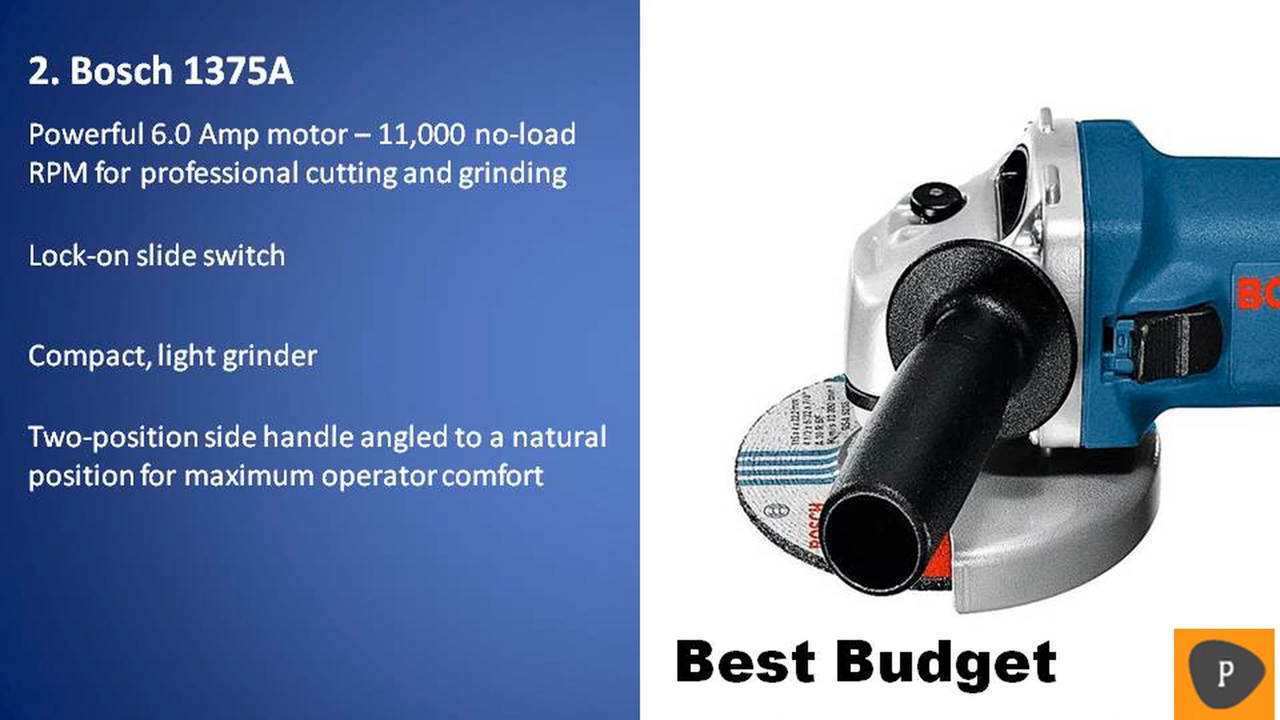 2. Bosch 1375A
Powerful 6.0 Amp motor – 11,000 no-load
RPM for professional cutting and grinding
Lock-on slide switch
Compact, light grinder
Two-position side handle angled to a natural
position for maximum operator comfort
BO
BOSCH
Best Budget
P